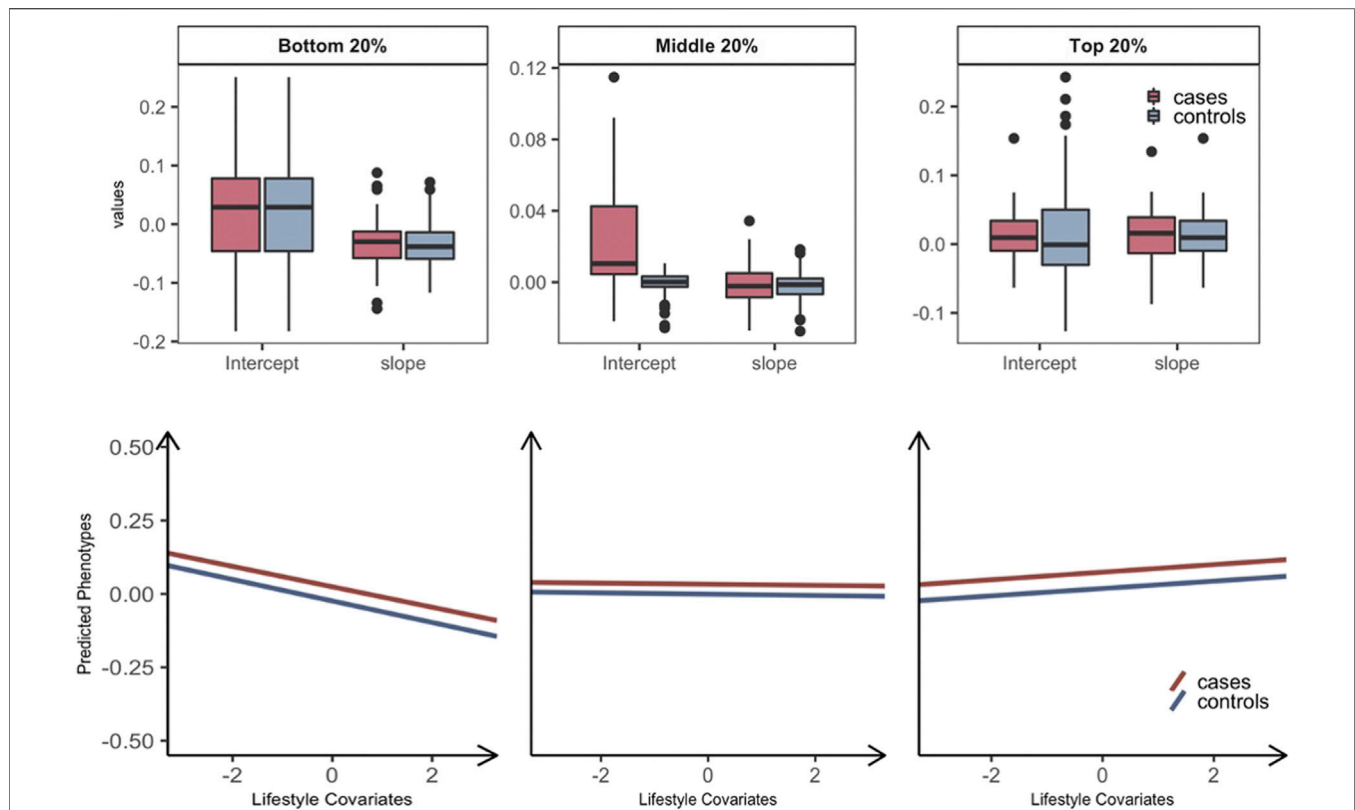 Bottom 20%
Middle 20%
Top 20%
values
0.2
0.1
0.0
-0.1
-0.2
Intercept
slope
0.12
0.08
0.04
0.00
Intercept
slope
0.2
0.1
0.0
-0.1
cases
controls
Intercept
slope
Predicted Phenotypes
0.50
0.25
0.00
-0.25
-0.50
-2
0
2
Lifestyle Covariates
-2
0
2
Lifestyle Covariates
cases
controls
-2
0
2
Lifestyle Covariates